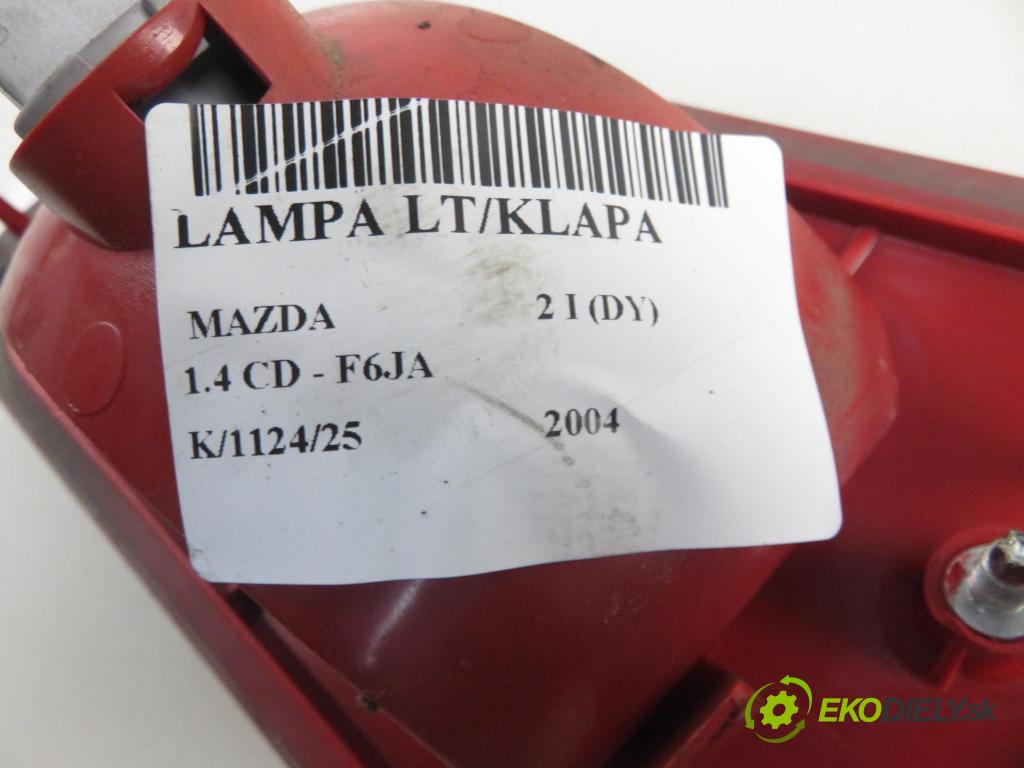 LAMPA LT/KLAPA
MAZDA 2 I (DY)
1.4 CD - F6JA
K/1124/25 2004
EKODIELY.sk